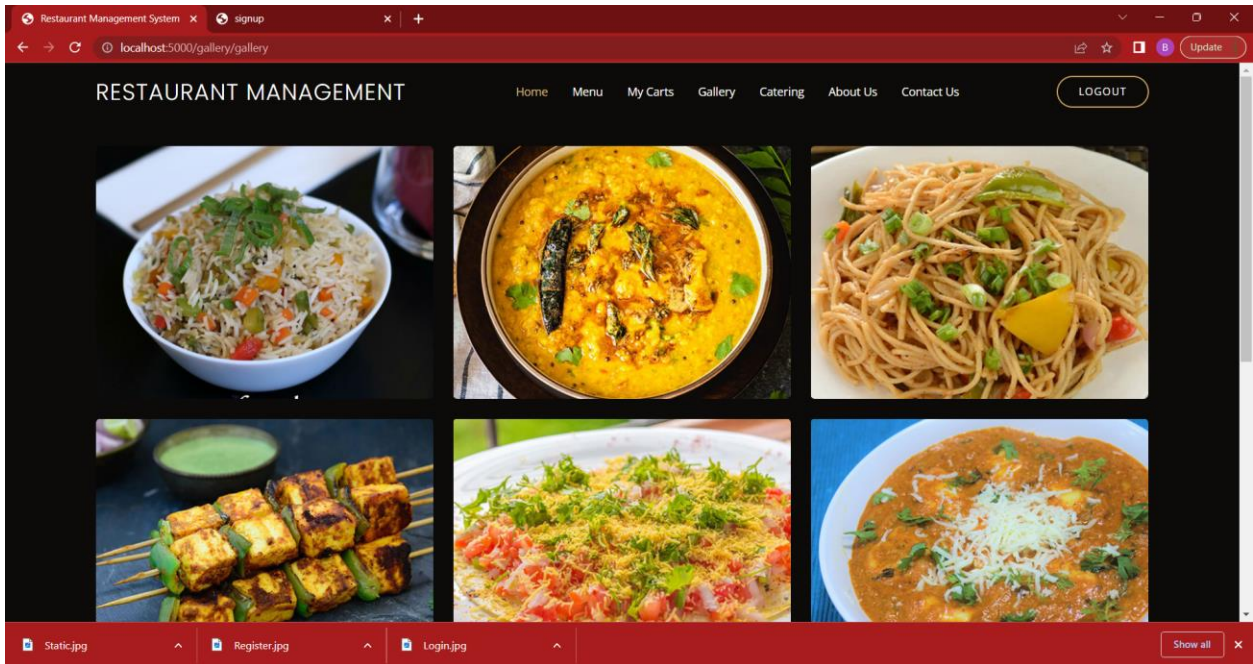 Restaurant Management System
signup
localhost:5000/gallery/gallery
B
Update
RESTAURANT MANAGEMENT
Home Menu My Carts Gallery Catering About Us Contact Us
LOGOUT
Static.jpg
Register.jpg
Login.jpg
Show all